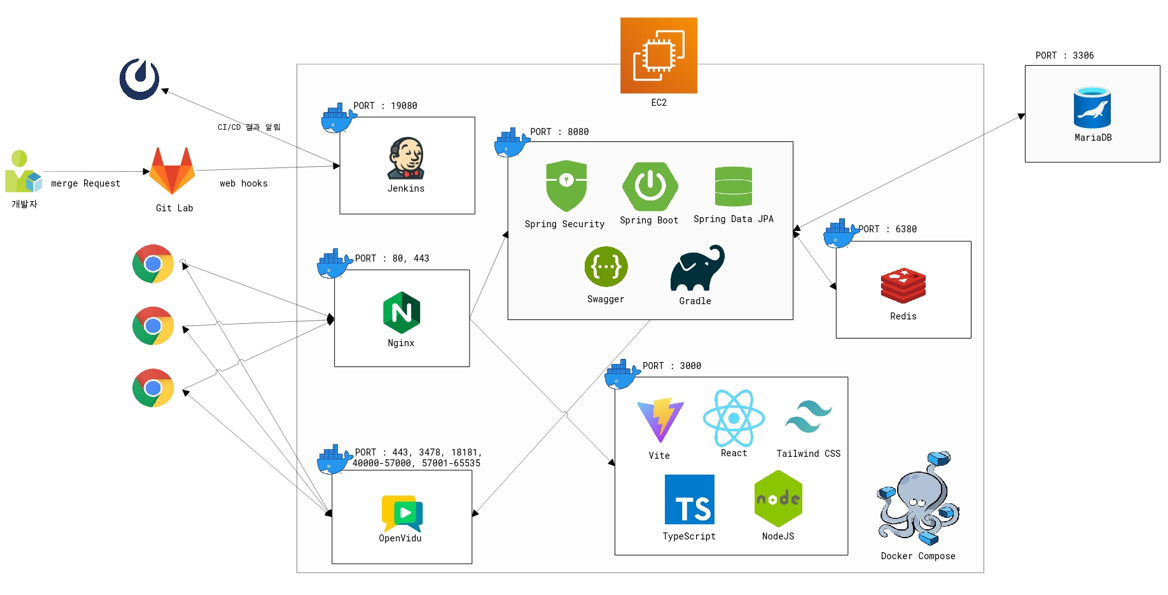 EC2
PORT : 3306
MariaDB
PORT : 19080
Jenkins
CI/CD 결과 알림
PORT : 8080
Spring Security
Spring Boot
Spring Data JPA
Swagger
Gradle
개발자
merge Request
Git Lab
web hooks
PORT : 6380
Redis
PORT : 80, 443
N
Nginx
PORT : 3000
Vite
React
Tailwind CSS
TS
TypeScript
node
NodeJS
PORT : 443, 3478, 18181,
40000-57000, 57001-65535
OpenVidu
Docker Compose